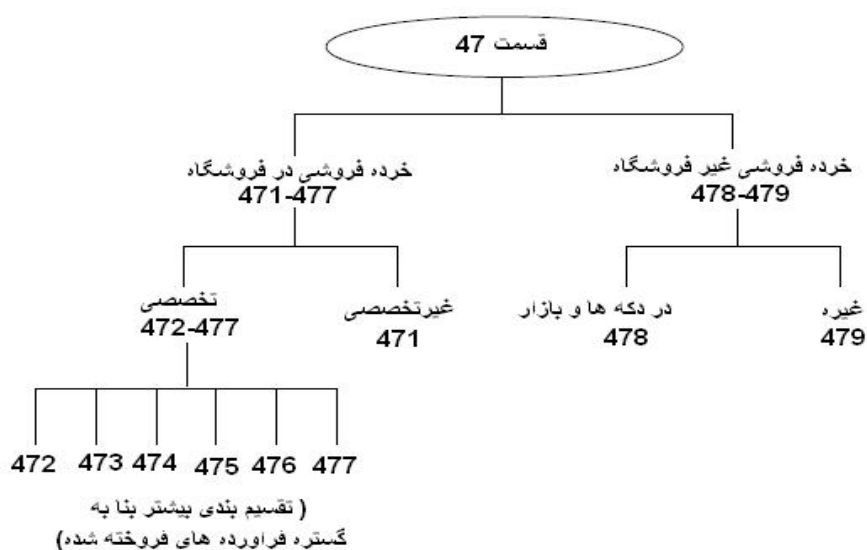 قسمت 47
خرده فروشی در فروشگاه
471-477
خرده فروشی غیر فروشگاه
478-479
تخصصی
472-477
غیرتخصصی
471
در دکه ها و بازار
478
غیره
479
472 473 474 475 476 477
( تقسیم بندی بیشتر بنا به
گستره فراورده های فروخته شده)